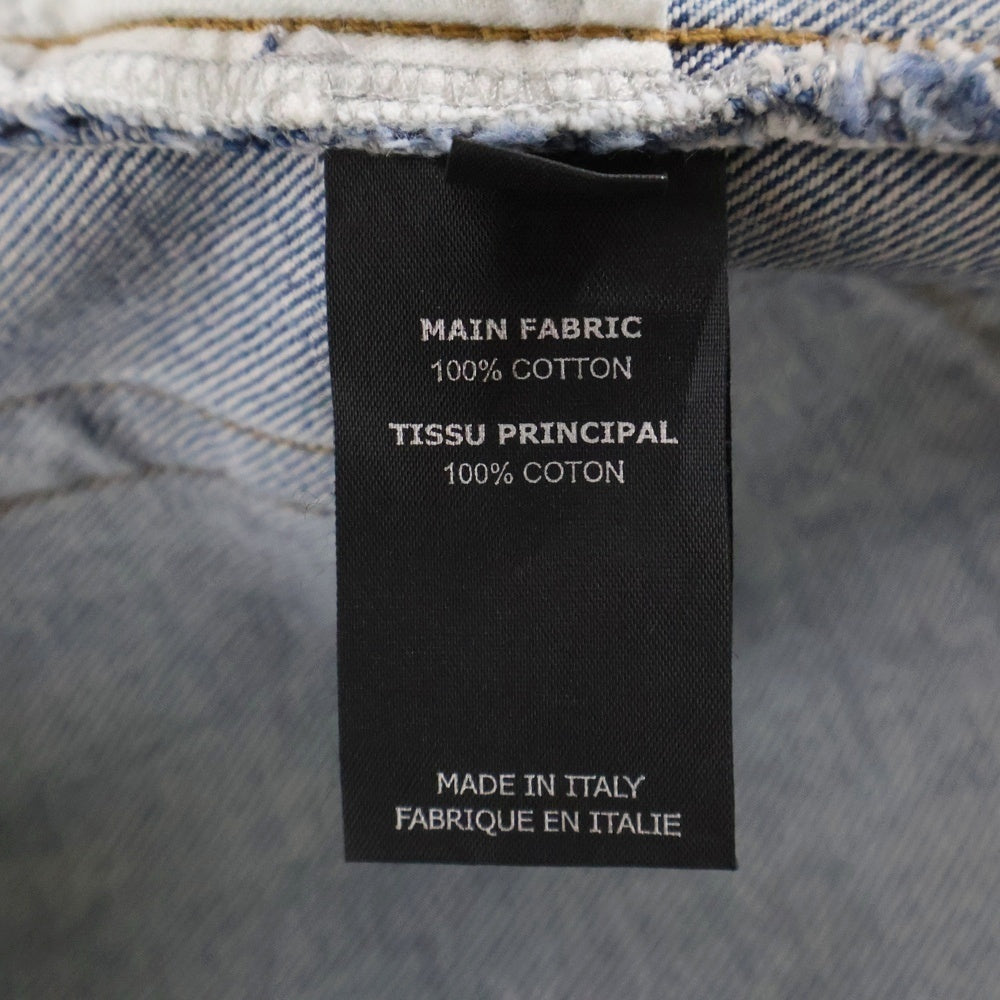 MAIN FABRIC
100% COTTON
TISSU PRINCIPAL
100% COTON
MADE IN ITALY
FABRIQUE EN ITALIE